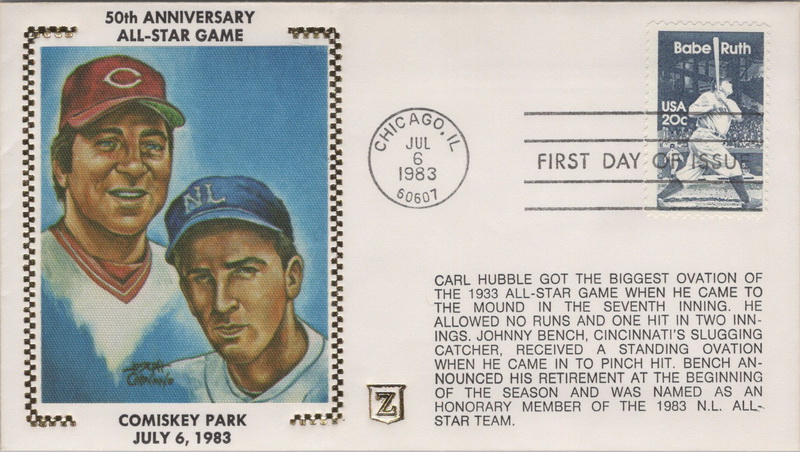 50th ANNIVERSARY
ALL-STAR GAME
C
NL
COMISKEY PARK
JULY 6, 1983
CHICAGO, IL
JUL
6
1983
60607
FIRST DAY OF ISSUE
Babe Ruth
USA
20c
CARL HUBBLE GOT THE BIGGEST OVATION OF
THE 1933 ALL-STAR GAME WHEN HE CAME TO
THE MOUND IN THE SEVENTH INNING. HE
ALLOWED NO RUNS AND ONE HIT IN TWO INN-
INGS. JOHNNY BENCH, CINCINNATI'S SLUGGING
CATCHER, RECEIVED A STANDING OVATION
WHEN HE CAME IN TO PINCH HIT. BENCH AN-
NOUNCED HIS RETIREMENT AT THE BEGINNING
OF THE SEASON AND WAS NAMED AS AN
HONORARY MEMBER OF THE 1983 N.L. ALL-
STAR TEAM.
Z